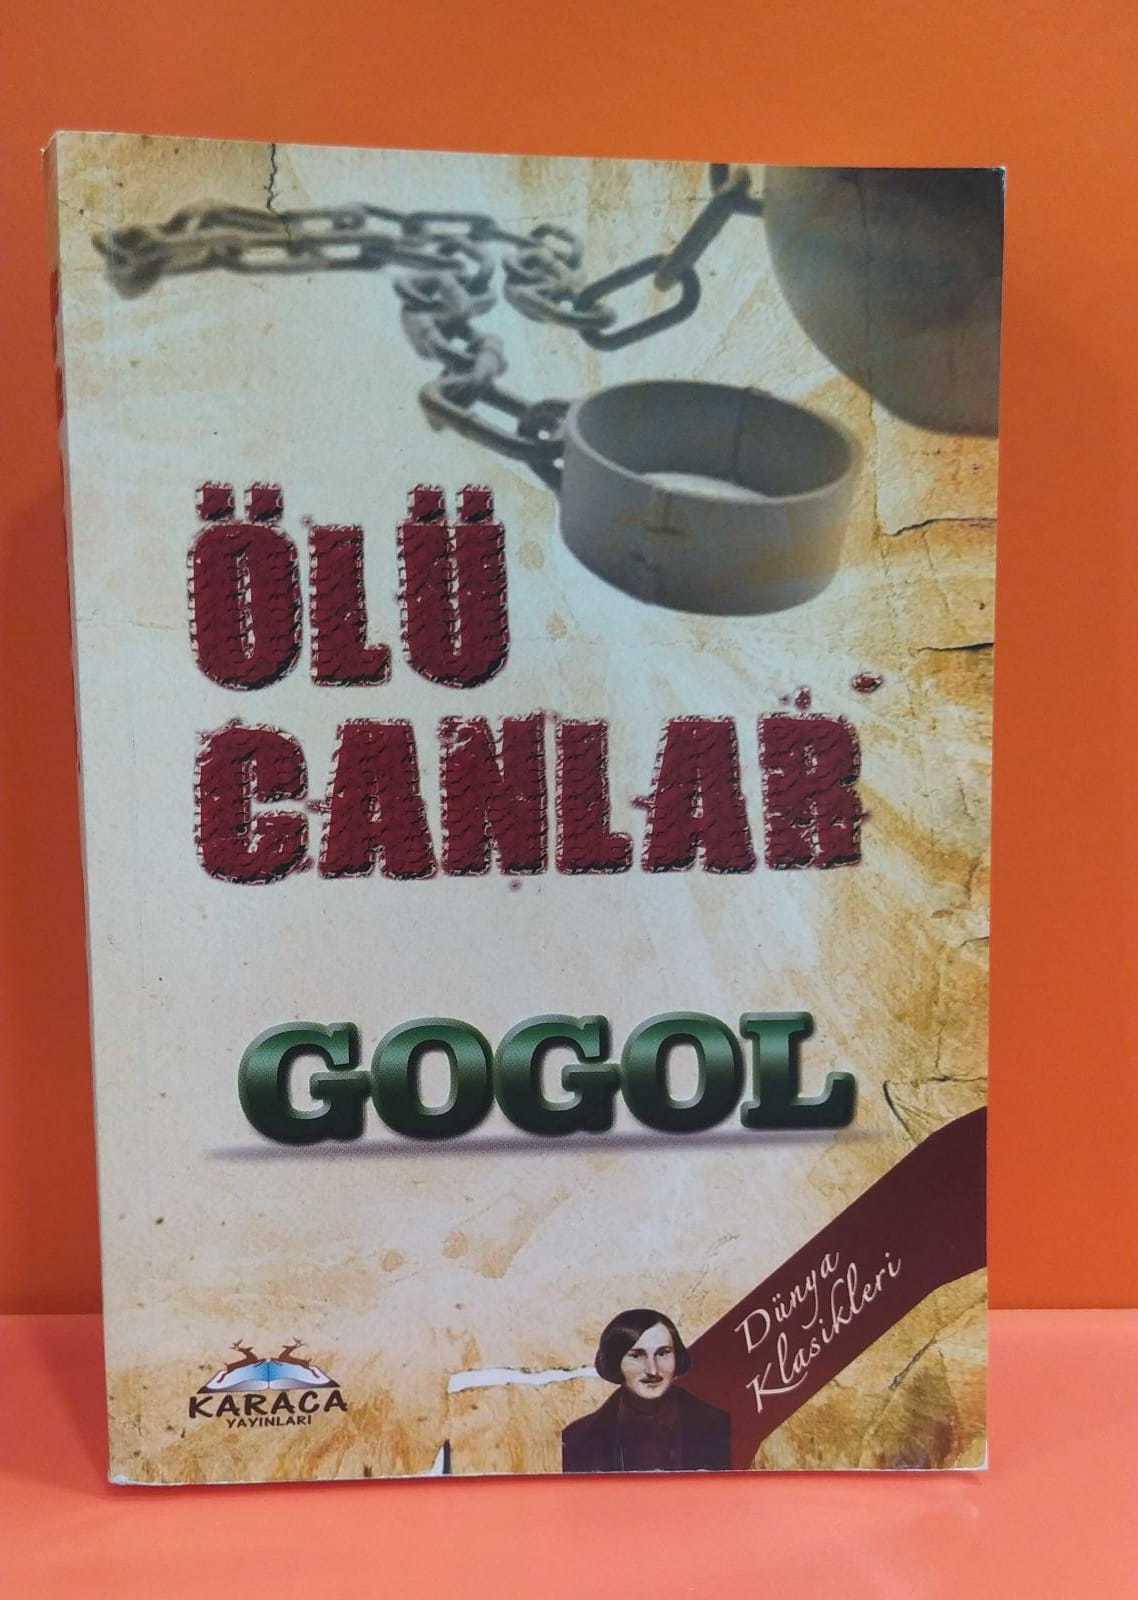 ÖLÜ
CANLAR
GOGOL
Dünya
Klasikleri
KARACA
YAYINLARI